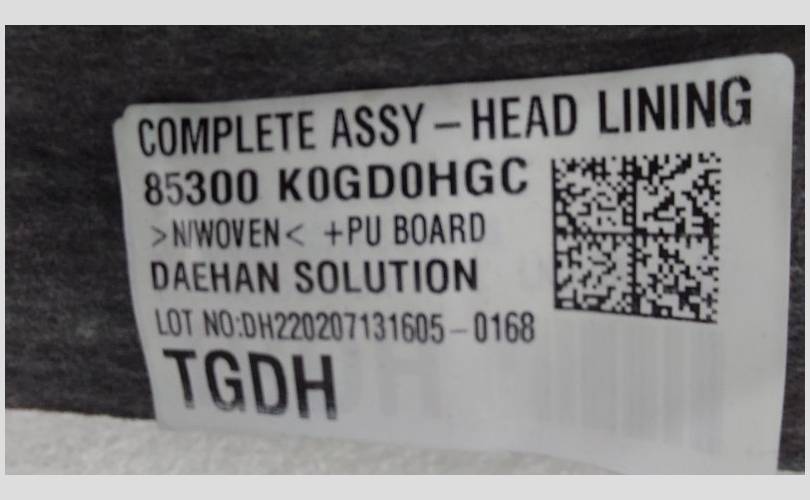 COMPLETE ASSY-HEAD LINING
85300 K0GD0HGC
>N/WOVEN< +PU BOARD
DAEHAN SOLUTION
LOT NO:DH220207131605-0168
TGDH